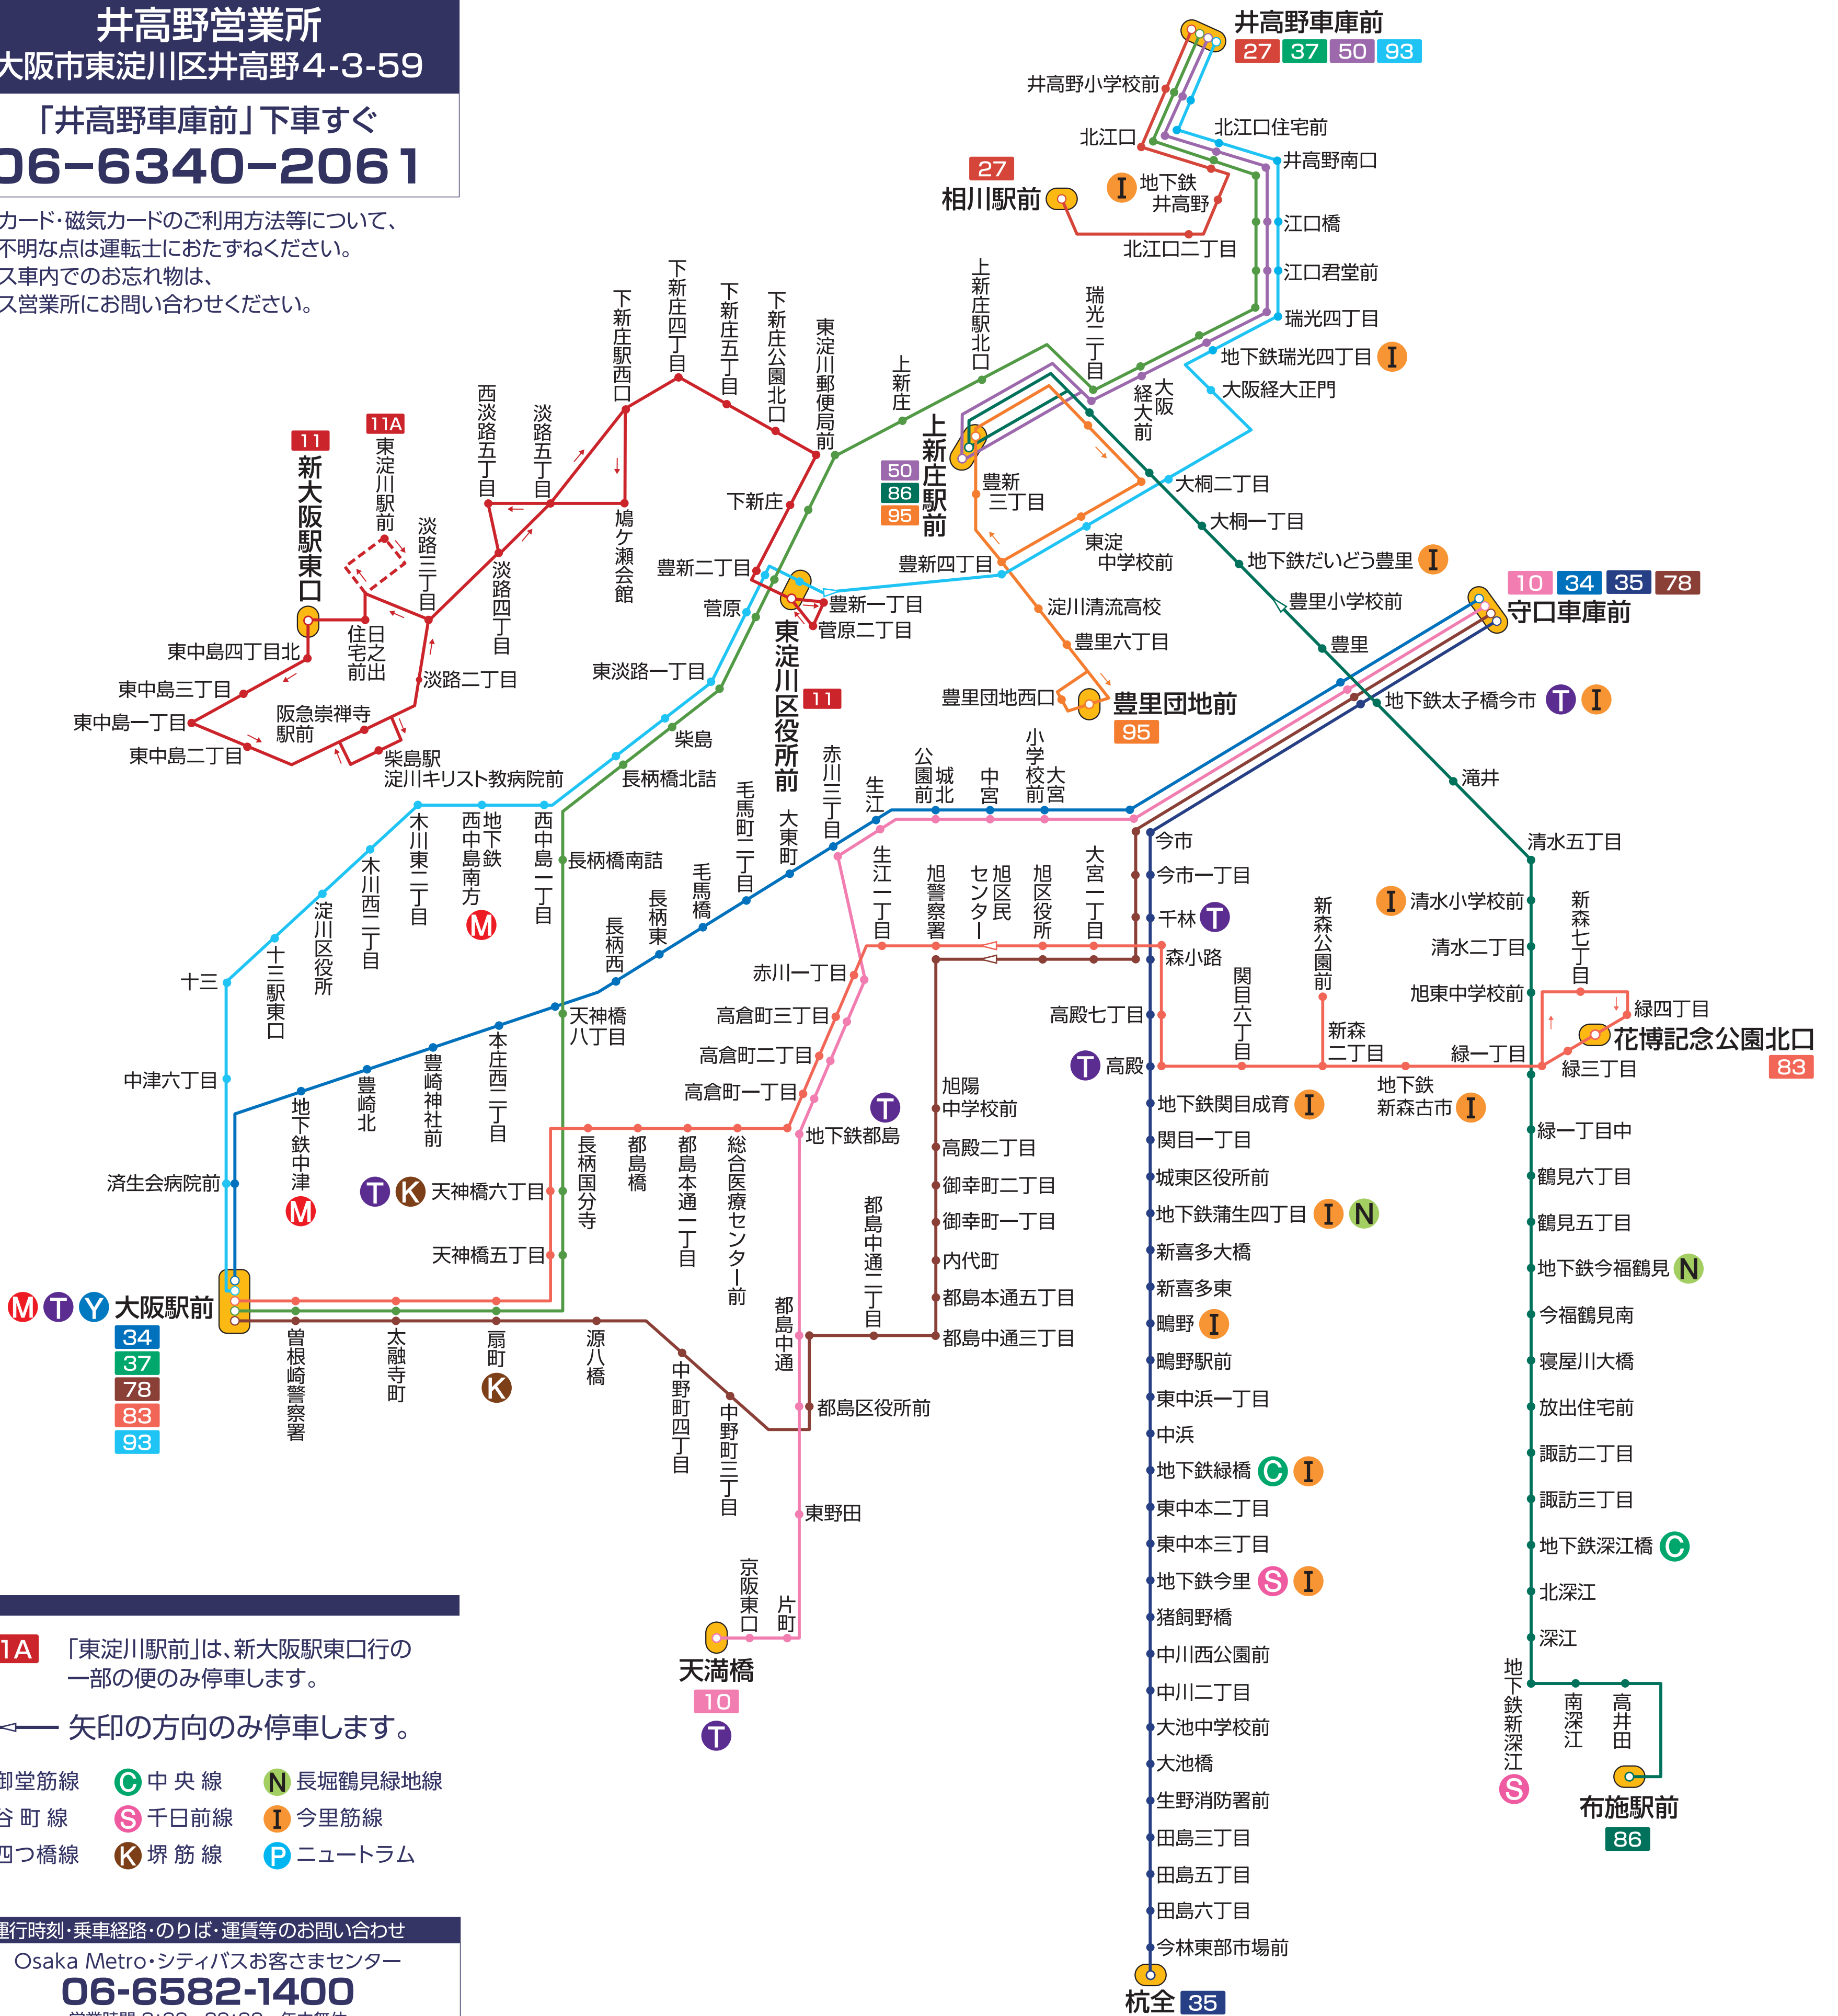 井高野営業所
大阪市東淀川区井高野4-3-59
「井高野車庫前」下車すぐ
06-6340-2061
カード・磁気カードのご利用方法等について、
不明な点は運転士におたずねください。
ス車内でのお忘れ物は、
ス営業所にお問い合わせください。
井高野車庫前
27 37 50 93
井高野小学校前
北江口
北江口住宅前
井高野南口
27
相川駅前
I 地下鉄
井高野
北江口二丁目
江口橋
江口君堂前
瑞光四丁目
地下鉄瑞光四丁目 I
大阪経大正門
瑞光二丁目
大阪
経大前
上新庄駅北口
上新庄
東淀川郵便局前
下新庄公園北口
下新庄五丁目
下新庄四丁目
下新庄駅西口
淡路五丁目
西淡路五丁目
11A
東淀川駅前
11
新大阪駅東口
淡路三丁目
淡路四丁目
鳩ケ瀬会館
下新庄
豊新二丁目
菅原
豊新一丁目
菅原二丁目
東淀川区役所前
11
上新庄駅前
50
86
95
豊新
三丁目
豊新四丁目
東淀
中学校前
大桐二丁目
大桐一丁目
地下鉄だいどう豊里 I
豊里小学校前
豊里
地下鉄太子橋今市 T I
滝井
淀川清流高校
豊里六丁目
豊里団地西口
豊里団地前
95
10 34 35 78
守口車庫前
日之出
住宅前
東中島四丁目北
東中島三丁目
東中島一丁目
東中島二丁目
阪急崇禅寺
駅前
淡路二丁目
柴島駅
淀川キリスト教病院前
東淡路一丁目
柴島
長柄橋北詰
長柄橋南詰
西中島一丁目
地下鉄
西中島南方
M
木川東二丁目
木川西二丁目
淀川区役所
十三駅東口
十三
中津六丁目
済生会病院前
地下鉄中津
M
豊崎北
豊崎神社前
本庄西二丁目
天神橋
八丁目
長柄西
長柄東
毛馬橋
毛馬町二丁目
大東町
赤川三丁目
生江
城北
公園前
中宮
大宮
小学校前
生江一丁目
旭警察署
旭区民
センター
旭区役所
大宮一丁目
今市
今市一丁目
千林 T
森小路
高殿七丁目
T 高殿
関目六丁目
新森公園前
新森
二丁目
地下鉄
新森古市 I
緑一丁目
新森七丁目
緑四丁目
花博記念公園北口
83
緑三丁目
赤川一丁目
高倉町三丁目
高倉町二丁目
高倉町一丁目
T
地下鉄都島
総合医療センター前
都島本通一丁目
都島橋
長柄国分寺
T K 天神橋六丁目
天神橋五丁目
M T Y 大阪駅前
34
37
78
83
93
曽根崎警察署
太融寺町
扇町
K
源八橋
中野町四丁目
中野町三丁目
都島区役所前
都島中通
都島中通二丁目
都島中通三丁目
都島本通五丁目
内代町
御幸町一丁目
御幸町二丁目
高殿二丁目
旭陽
中学校前
東野田
片町
京阪東口
天満橋
10
T
地下鉄関目成育 I
関目一丁目
城東区役所前
地下鉄蒲生四丁目 I N
新喜多大橋
新喜多東
鴫野 I
鴫野駅前
東中浜一丁目
中浜
地下鉄緑橋 C I
東中本二丁目
東中本三丁目
地下鉄今里 S I
猪飼野橋
中川西公園前
中川二丁目
大池中学校前
大池橋
生野消防署前
田島三丁目
田島五丁目
田島六丁目
今林東部市場前
杭全 35
清水五丁目
I 清水小学校前
清水二丁目
旭東中学校前
緑一丁目中
鶴見六丁目
鶴見五丁目
地下鉄今福鶴見 N
今福鶴見南
寝屋川大橋
放出住宅前
諏訪二丁目
諏訪三丁目
地下鉄深江橋 C
北深江
深江
地下鉄新深江
S
南深江
高井田
布施駅前
86
1A 「東淀川駅前」は、新大阪駅東口行の
一部の便のみ停車します。
矢印の方向のみ停車します。
御堂筋線 C 中央線 N 長堀鶴見緑地線
谷町線 S 千日前線 I 今里筋線
四つ橋線 K 堺筋線 P ニュートラム
運行時刻・乗車経路・のりば・運賃等のお問い合わせ
Osaka Metro・シティバスお客さまセンター
06-6582-1400